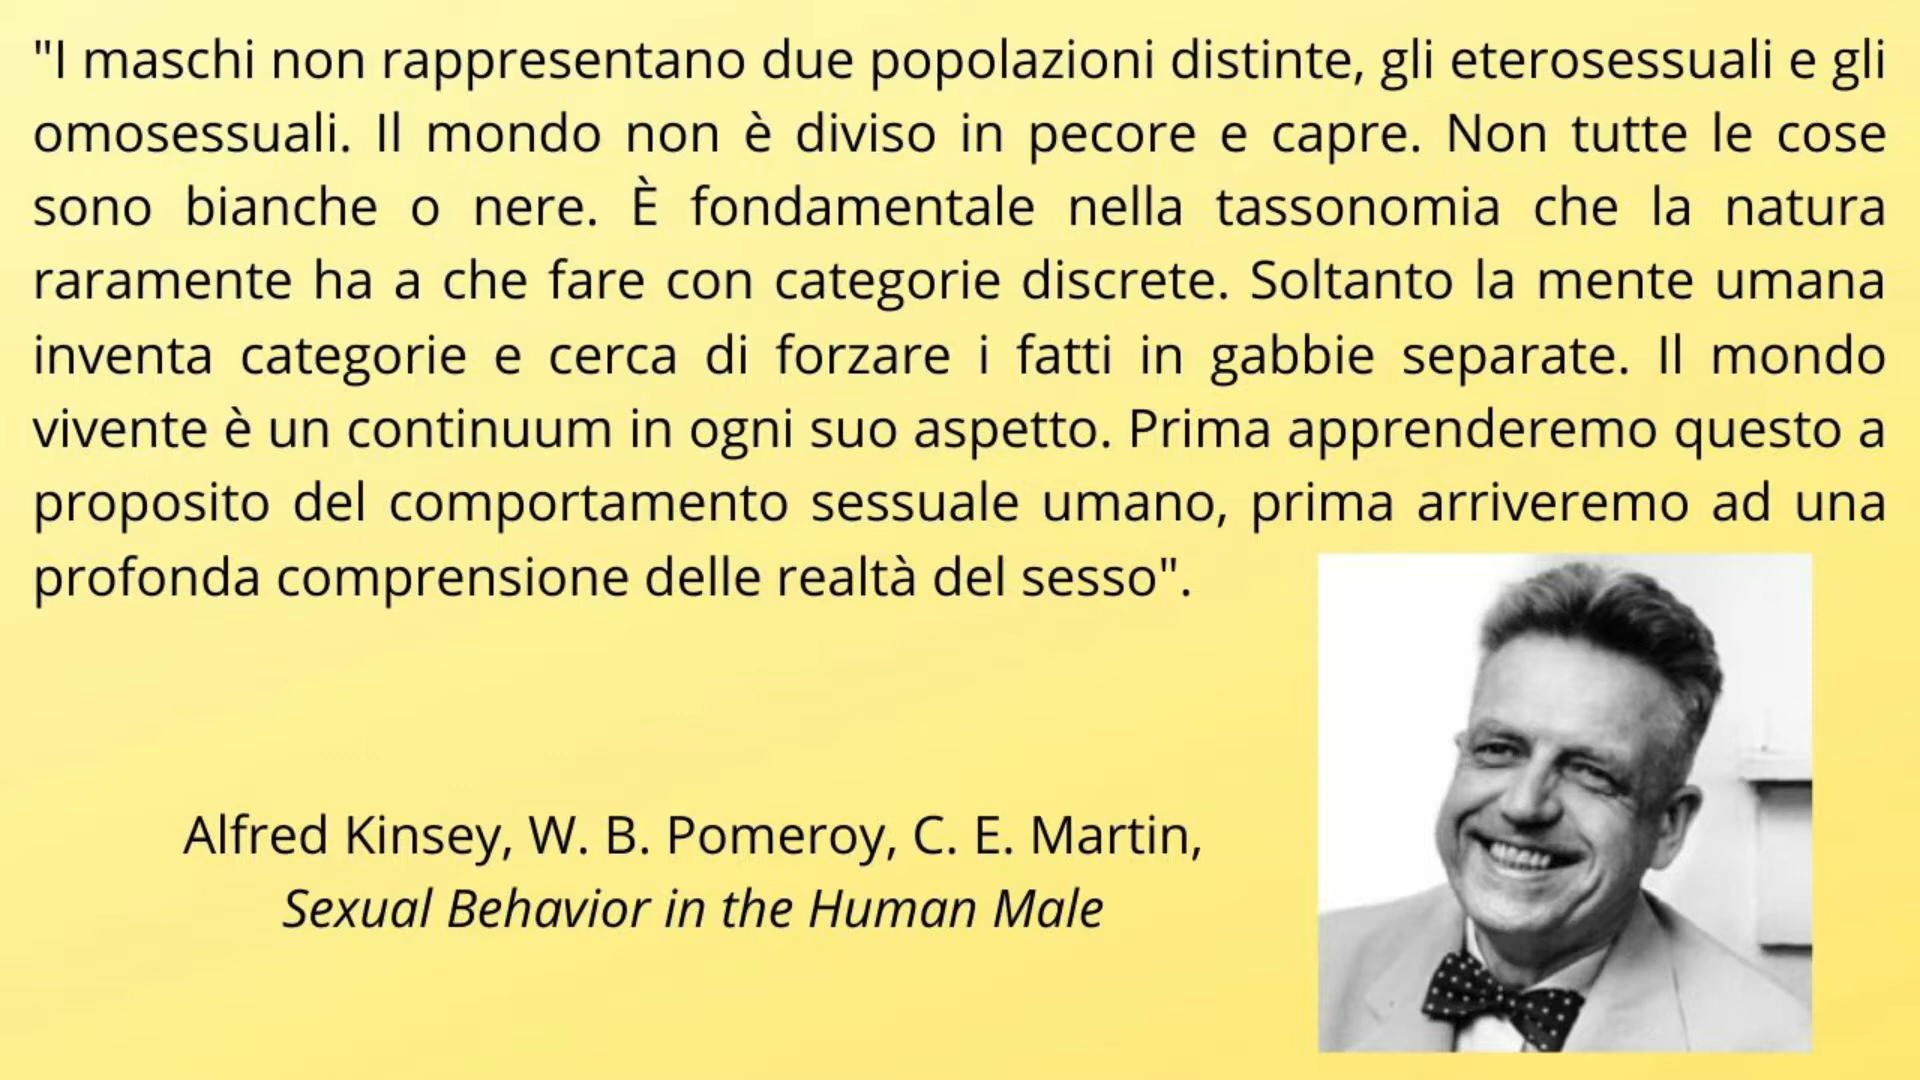 "I maschi non rappresentano due popolazioni distinte, gli eterosessuali e gli
omosessuali. Il mondo non è diviso in pecore e capre. Non tutte le cose
sono bianche o nere. È fondamentale nella tassonomia che la natura
raramente ha a che fare con categorie discrete. Soltanto la mente umana
inventa categorie e cerca di forzare i fatti in gabbie separate. Il mondo
vivente è un continuum in ogni suo aspetto. Prima apprenderemo questo a
proposito del comportamento sessuale umano, prima arriveremo ad una
profonda comprensione delle realtà del sesso".
Alfred Kinsey, W. B. Pomeroy, C. E. Martin,
Sexual Behavior in the Human Male